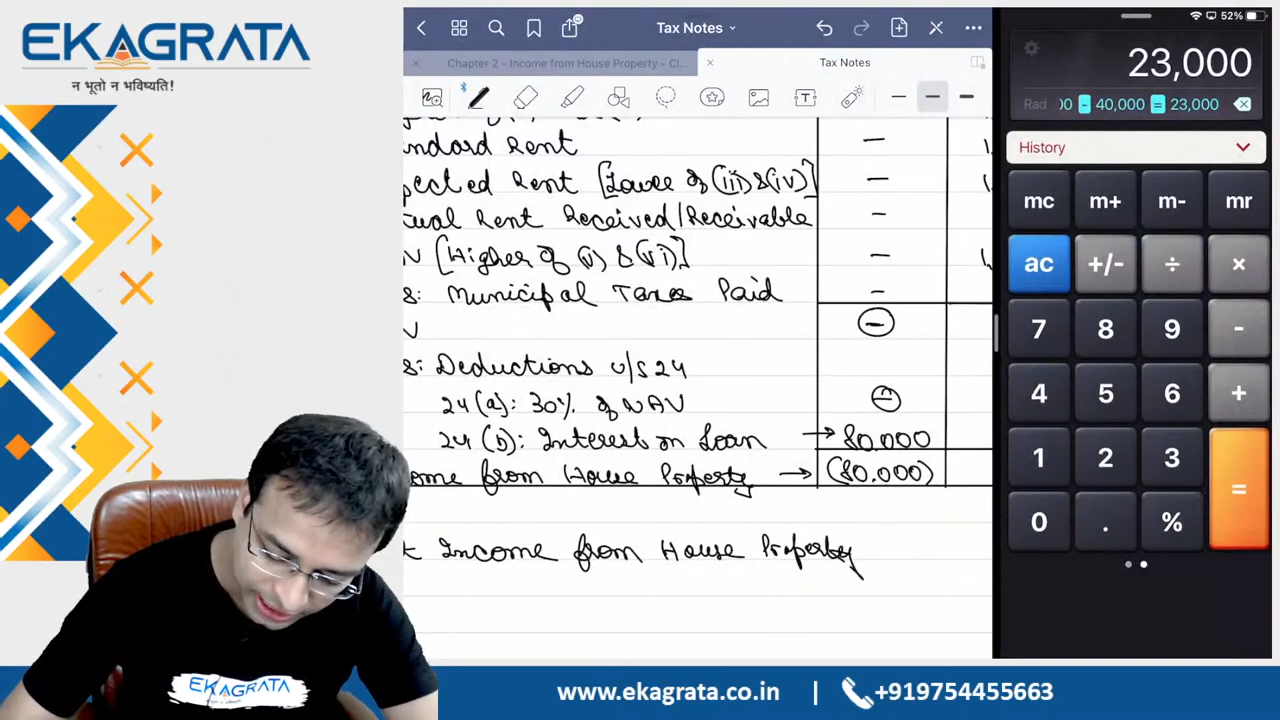 EKAGRATA
न भूतो न भविष्यति!
Tax Notes
Chapter 2 - Income from House Property - Cl...
Tax Notes
ndard Rent —
pected Rent [Lower of (iii) & (iv)] —
tual Rent Received/Receivable —
V [Higher of (v) & (vi)] —
s: Municipal Taxes Paid —
V —
s: Deductions u/s 24
24(a): 30% of NAV —
24(b): Interest on Loan → 80.000
ome from House Property → (80.000)
t Income from House Property
52%
23,000
Rad 00 - 40,000 = 23,000
History
mc m+ m- mr
ac +/- ÷ ×
7 8 9 -
4 5 6 +
1 2 3 =
0 . %
EKAGRATA
www.ekagrata.co.in | +919754455663